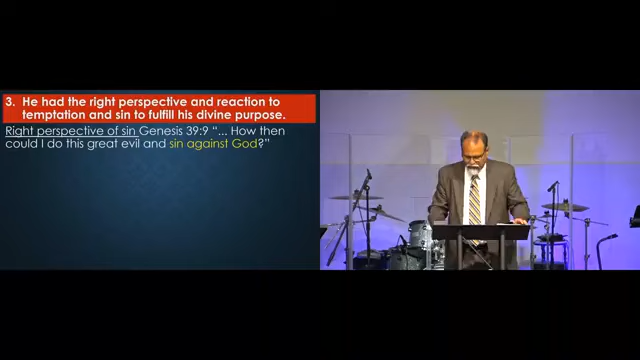 3. He had the right perspective and reaction to
temptation and sin to fulfill his divine purpose.
Right perspective of sin Genesis 39:9 “... How then
could I do this great evil and sin against God?”